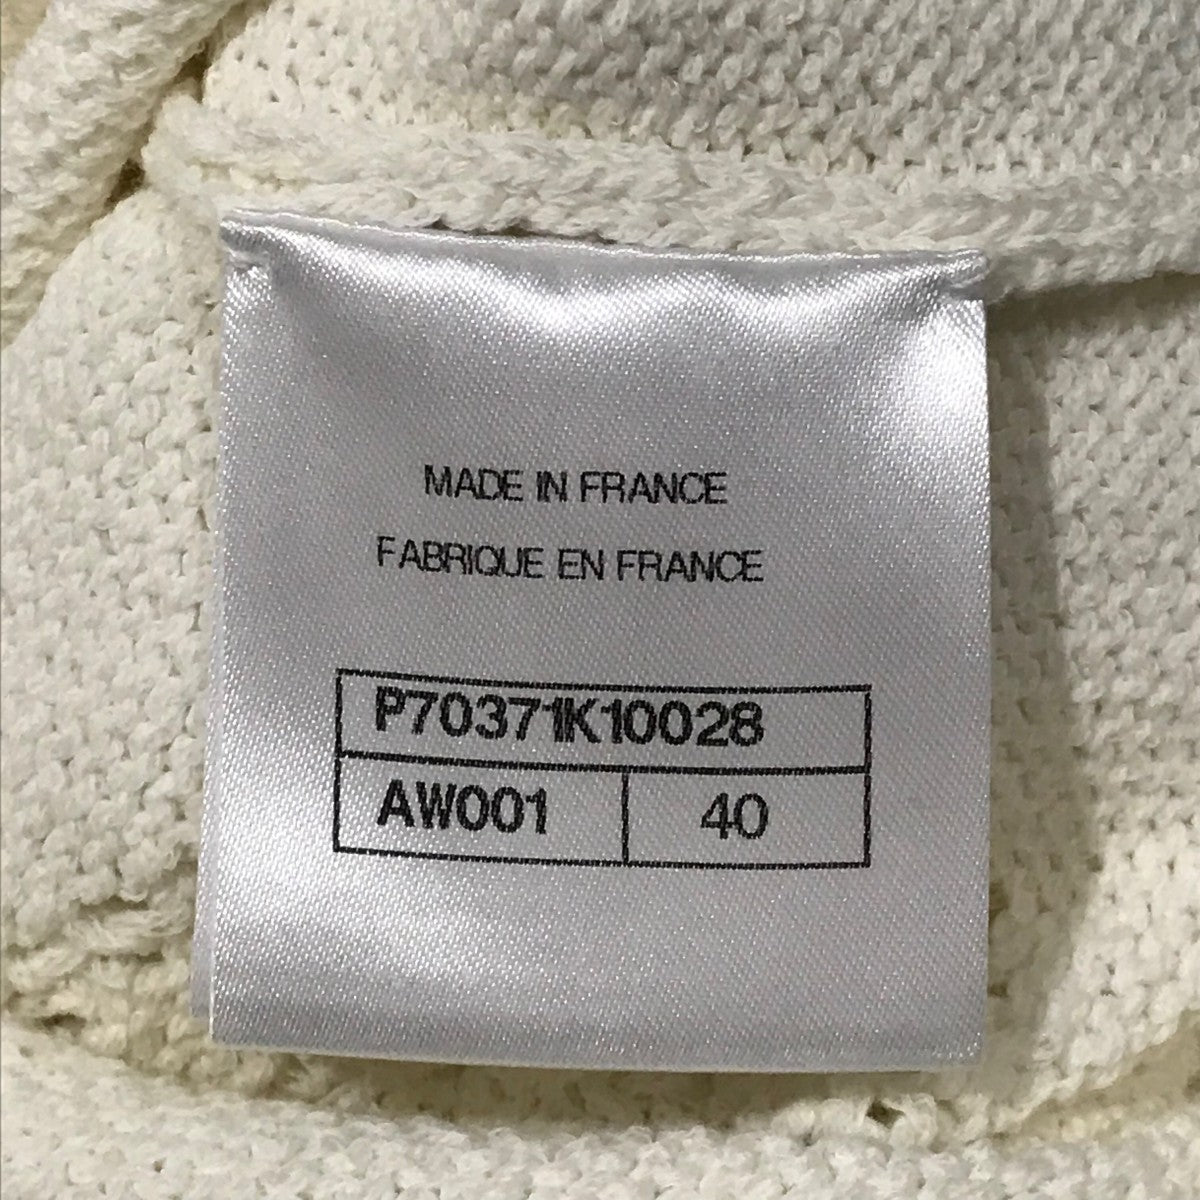 MADE IN FRANCE
FABRIQUE EN FRANCE
P70371K10028
AW001 40